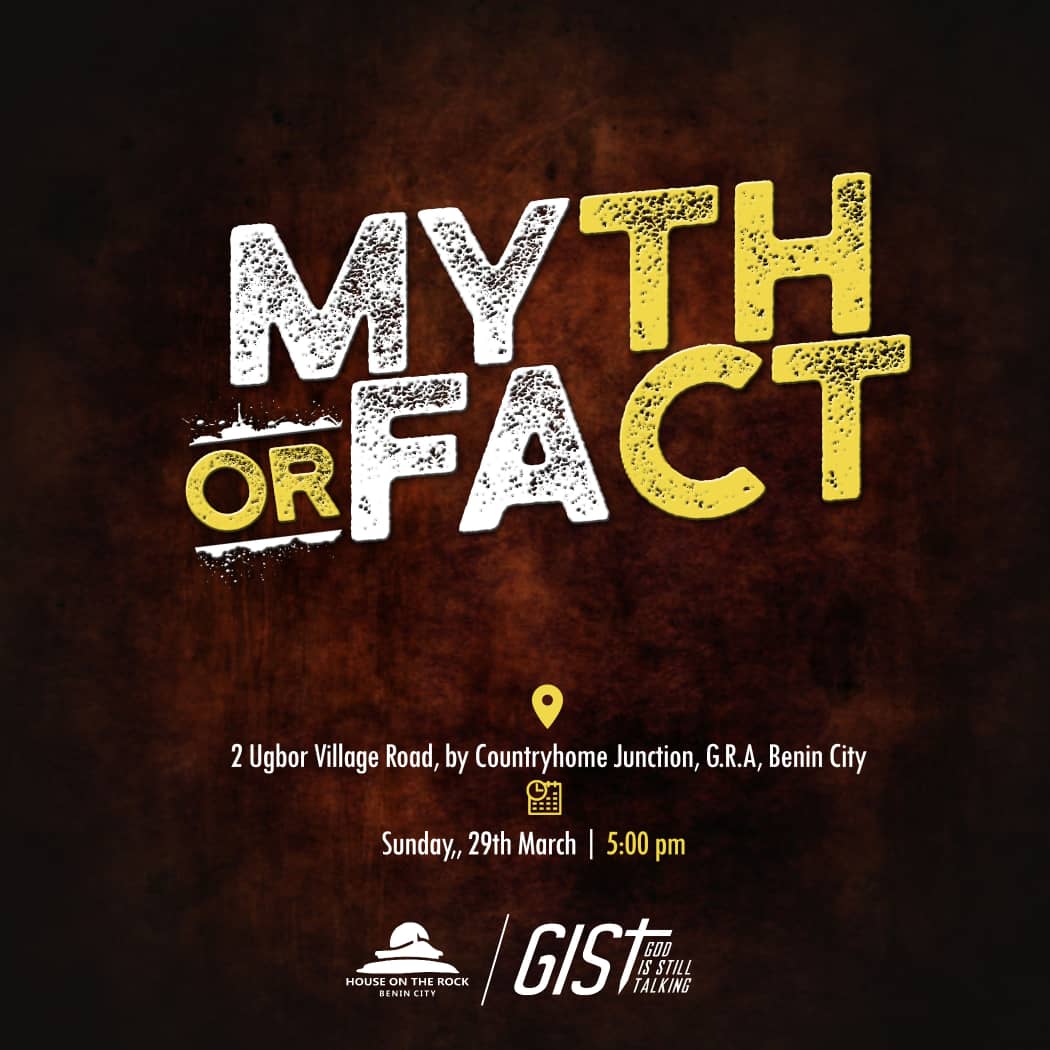 MYTH
OR FACT
2 Ugbor Village Road, by Countryhome Junction, G.R.A, Benin City
Sunday,, 29th March | 5:00 pm
HOUSE ON THE ROCK
BENIN CITY
GIST
GOD
IS STILL
TALKING